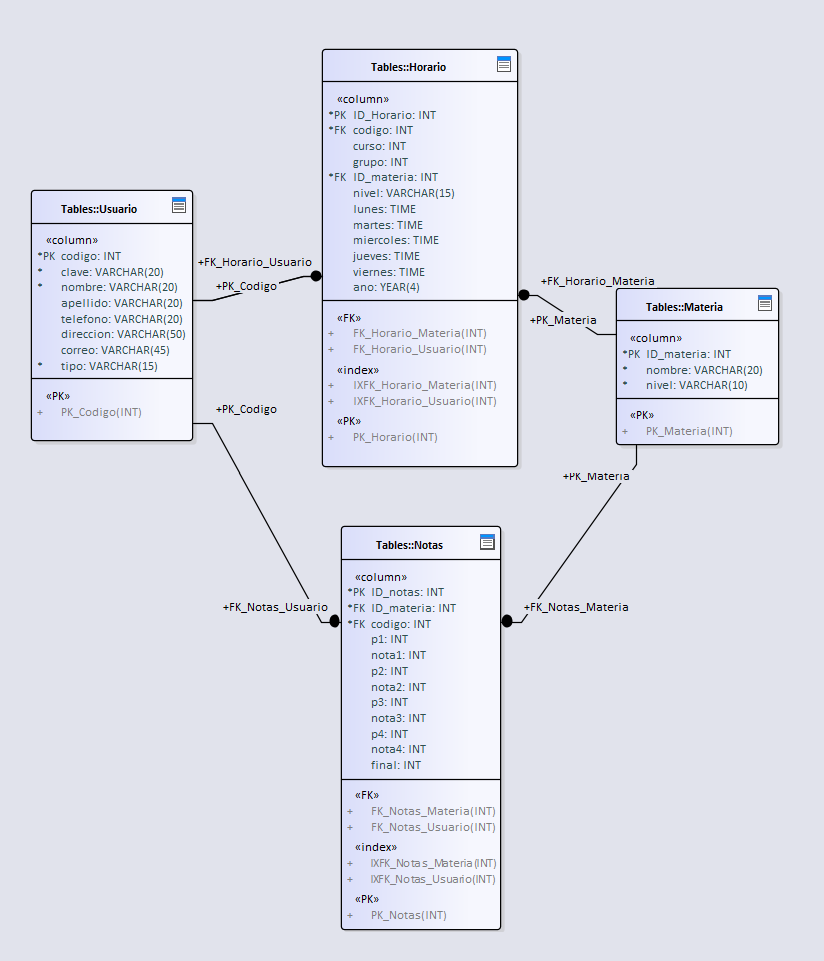 Tables::Horario
«column»
*PK ID_Horario: INT
*FK codigo: INT
curso: INT
grupo: INT
*FK ID_materia: INT
nivel: VARCHAR(15)
lunes: TIME
martes: TIME
miercoles: TIME
jueves: TIME
viernes: TIME
ano: YEAR(4)
«FK»
+ FK_Horario_Materia(INT)
+ FK_Horario_Usuario(INT)
«index»
+ IXFK_Horario_Materia(INT)
+ IXFK_Horario_Usuario(INT)
«PK»
+ PK_Horario(INT)
Tables::Usuario
«column»
*PK codigo: INT
* clave: VARCHAR(20)
* nombre: VARCHAR(20)
apellido: VARCHAR(20)
telefono: VARCHAR(20)
direccion: VARCHAR(50)
correo: VARCHAR(45)
* tipo: VARCHAR(15)
«PK»
+ PK_Codigo(INT)
+FK_Horario_Usuario
+PK_Codigo
+FK_Horario_Materia
+PK_Materia
Tables::Materia
«column»
*PK ID_materia: INT
* nombre: VARCHAR(20)
* nivel: VARCHAR(10)
«PK»
+ PK_Materia(INT)
+PK_Codigo
+PK_Materia
+FK_Notas_Usuario
+FK_Notas_Materia
Tables::Notas
«column»
*PK ID_notas: INT
*FK ID_materia: INT
*FK codigo: INT
p1: INT
nota1: INT
p2: INT
nota2: INT
p3: INT
nota3: INT
p4: INT
nota4: INT
final: INT
«FK»
+ FK_Notas_Materia(INT)
+ FK_Notas_Usuario(INT)
«index»
+ IXFK_Notas_Materia(INT)
+ IXFK_Notas_Usuario(INT)
«PK»
+ PK_Notas(INT)